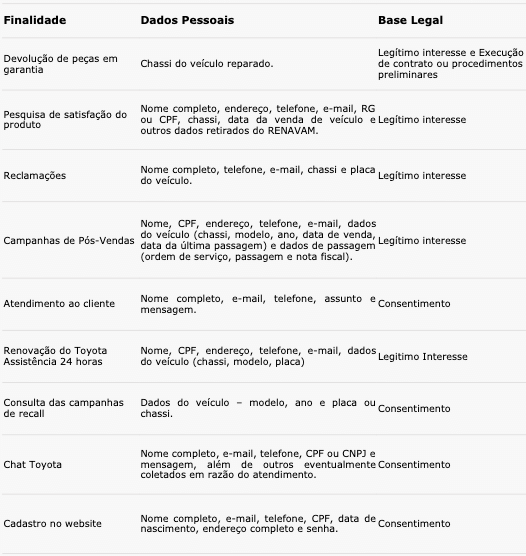 Finalidade Dados Pessoais Base Legal
Devolução de peças em
garantia
Chassi do veículo reparado.
Legítimo interesse e Execução
de contrato ou procedimentos
preliminares
Pesquisa de satisfação do
produto
Nome completo, endereço, telefone, e-mail, RG
ou CPF, chassi, data da venda de veículo e
outros dados retirados do RENAVAM.
Legítimo interesse
Reclamações
Nome completo, telefone, e-mail, chassi e placa
do veículo.
Legítimo interesse
Campanhas de Pós-Vendas
Nome, CPF, endereço, telefone, e-mail, dados
do veículo (chassi, modelo, ano, data de venda,
data da última passagem) e dados de passagem
(ordem de serviço, passagem e nota fiscal).
Legítimo interesse
Atendimento ao cliente
Nome completo, e-mail, telefone, assunto e
mensagem.
Consentimento
Renovação do Toyota
Assistência 24 horas
Nome, CPF, endereço, telefone, e-mail, dados
do veículo (chassi, modelo, placa)
Legitimo Interesse
Consulta das campanhas
de recall
Dados do veículo – modelo, ano e placa ou
chassi.
Consentimento
Chat Toyota
Nome completo, e-mail, telefone, CPF ou CNPJ e
mensagem, além de outros eventualmente
coletados em razão do atendimento.
Consentimento
Cadastro no website
Nome completo, e-mail, telefone, CPF, data de
nascimento, endereço completo e senha.
Consentimento